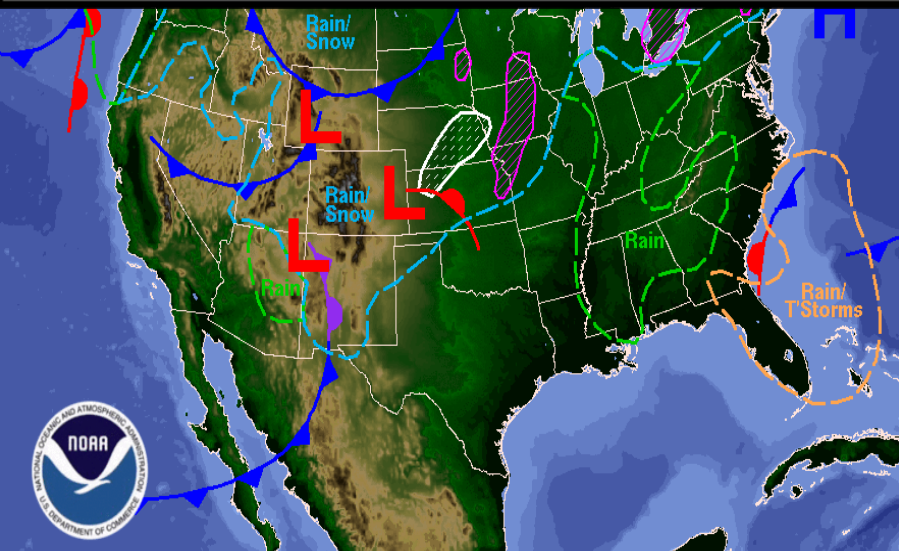 H
Rain/
Snow
L
L
Rain/
Snow
L
Rain
Rain
Rain/
T'Storms
NOAA
NATIONAL OCEANIC AND ATMOSPHERIC ADMINISTRATION
U.S. DEPARTMENT OF COMMERCE